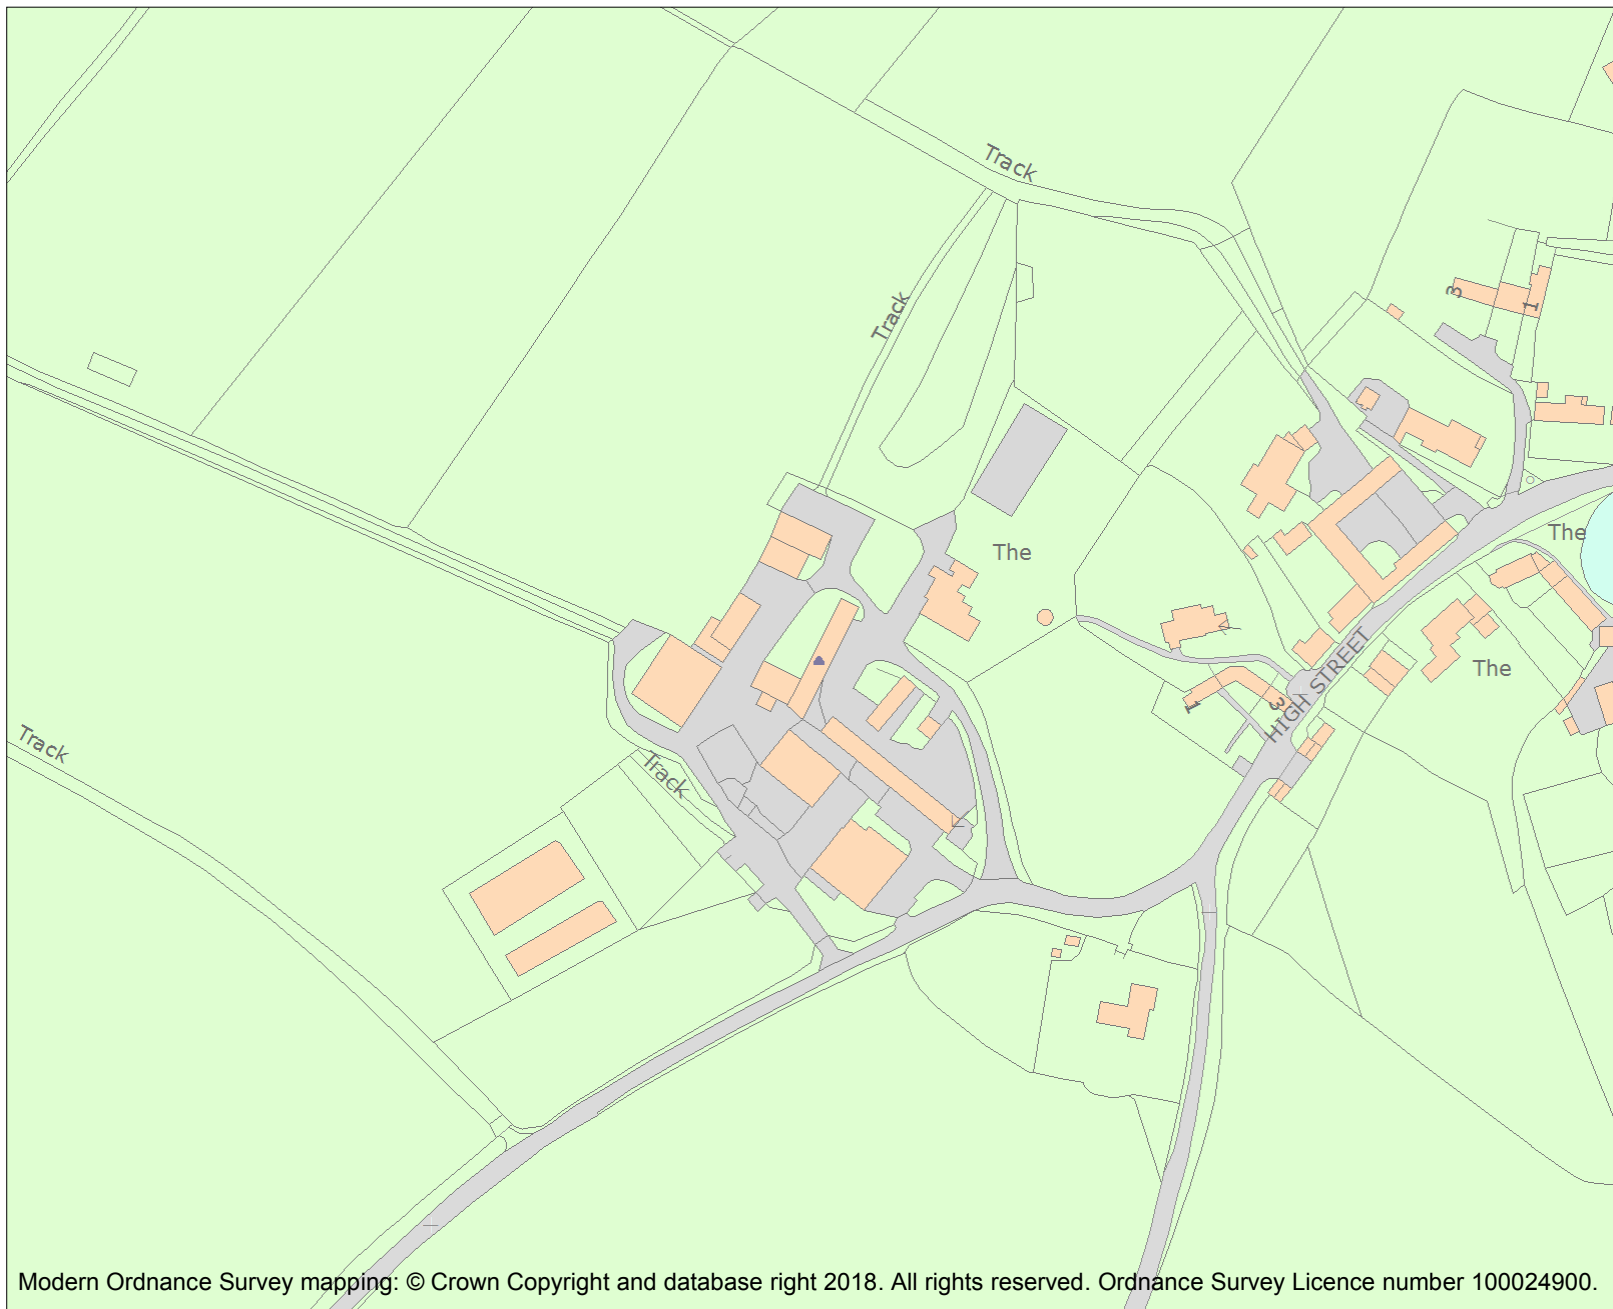 Track
Track
3
1
The
The
The
HIGH STREET
1
3
Track
Track
Modern Ordnance Survey mapping: © Crown Copyright and database right 2018. All rights reserved. Ordnance Survey Licence number 100024900.